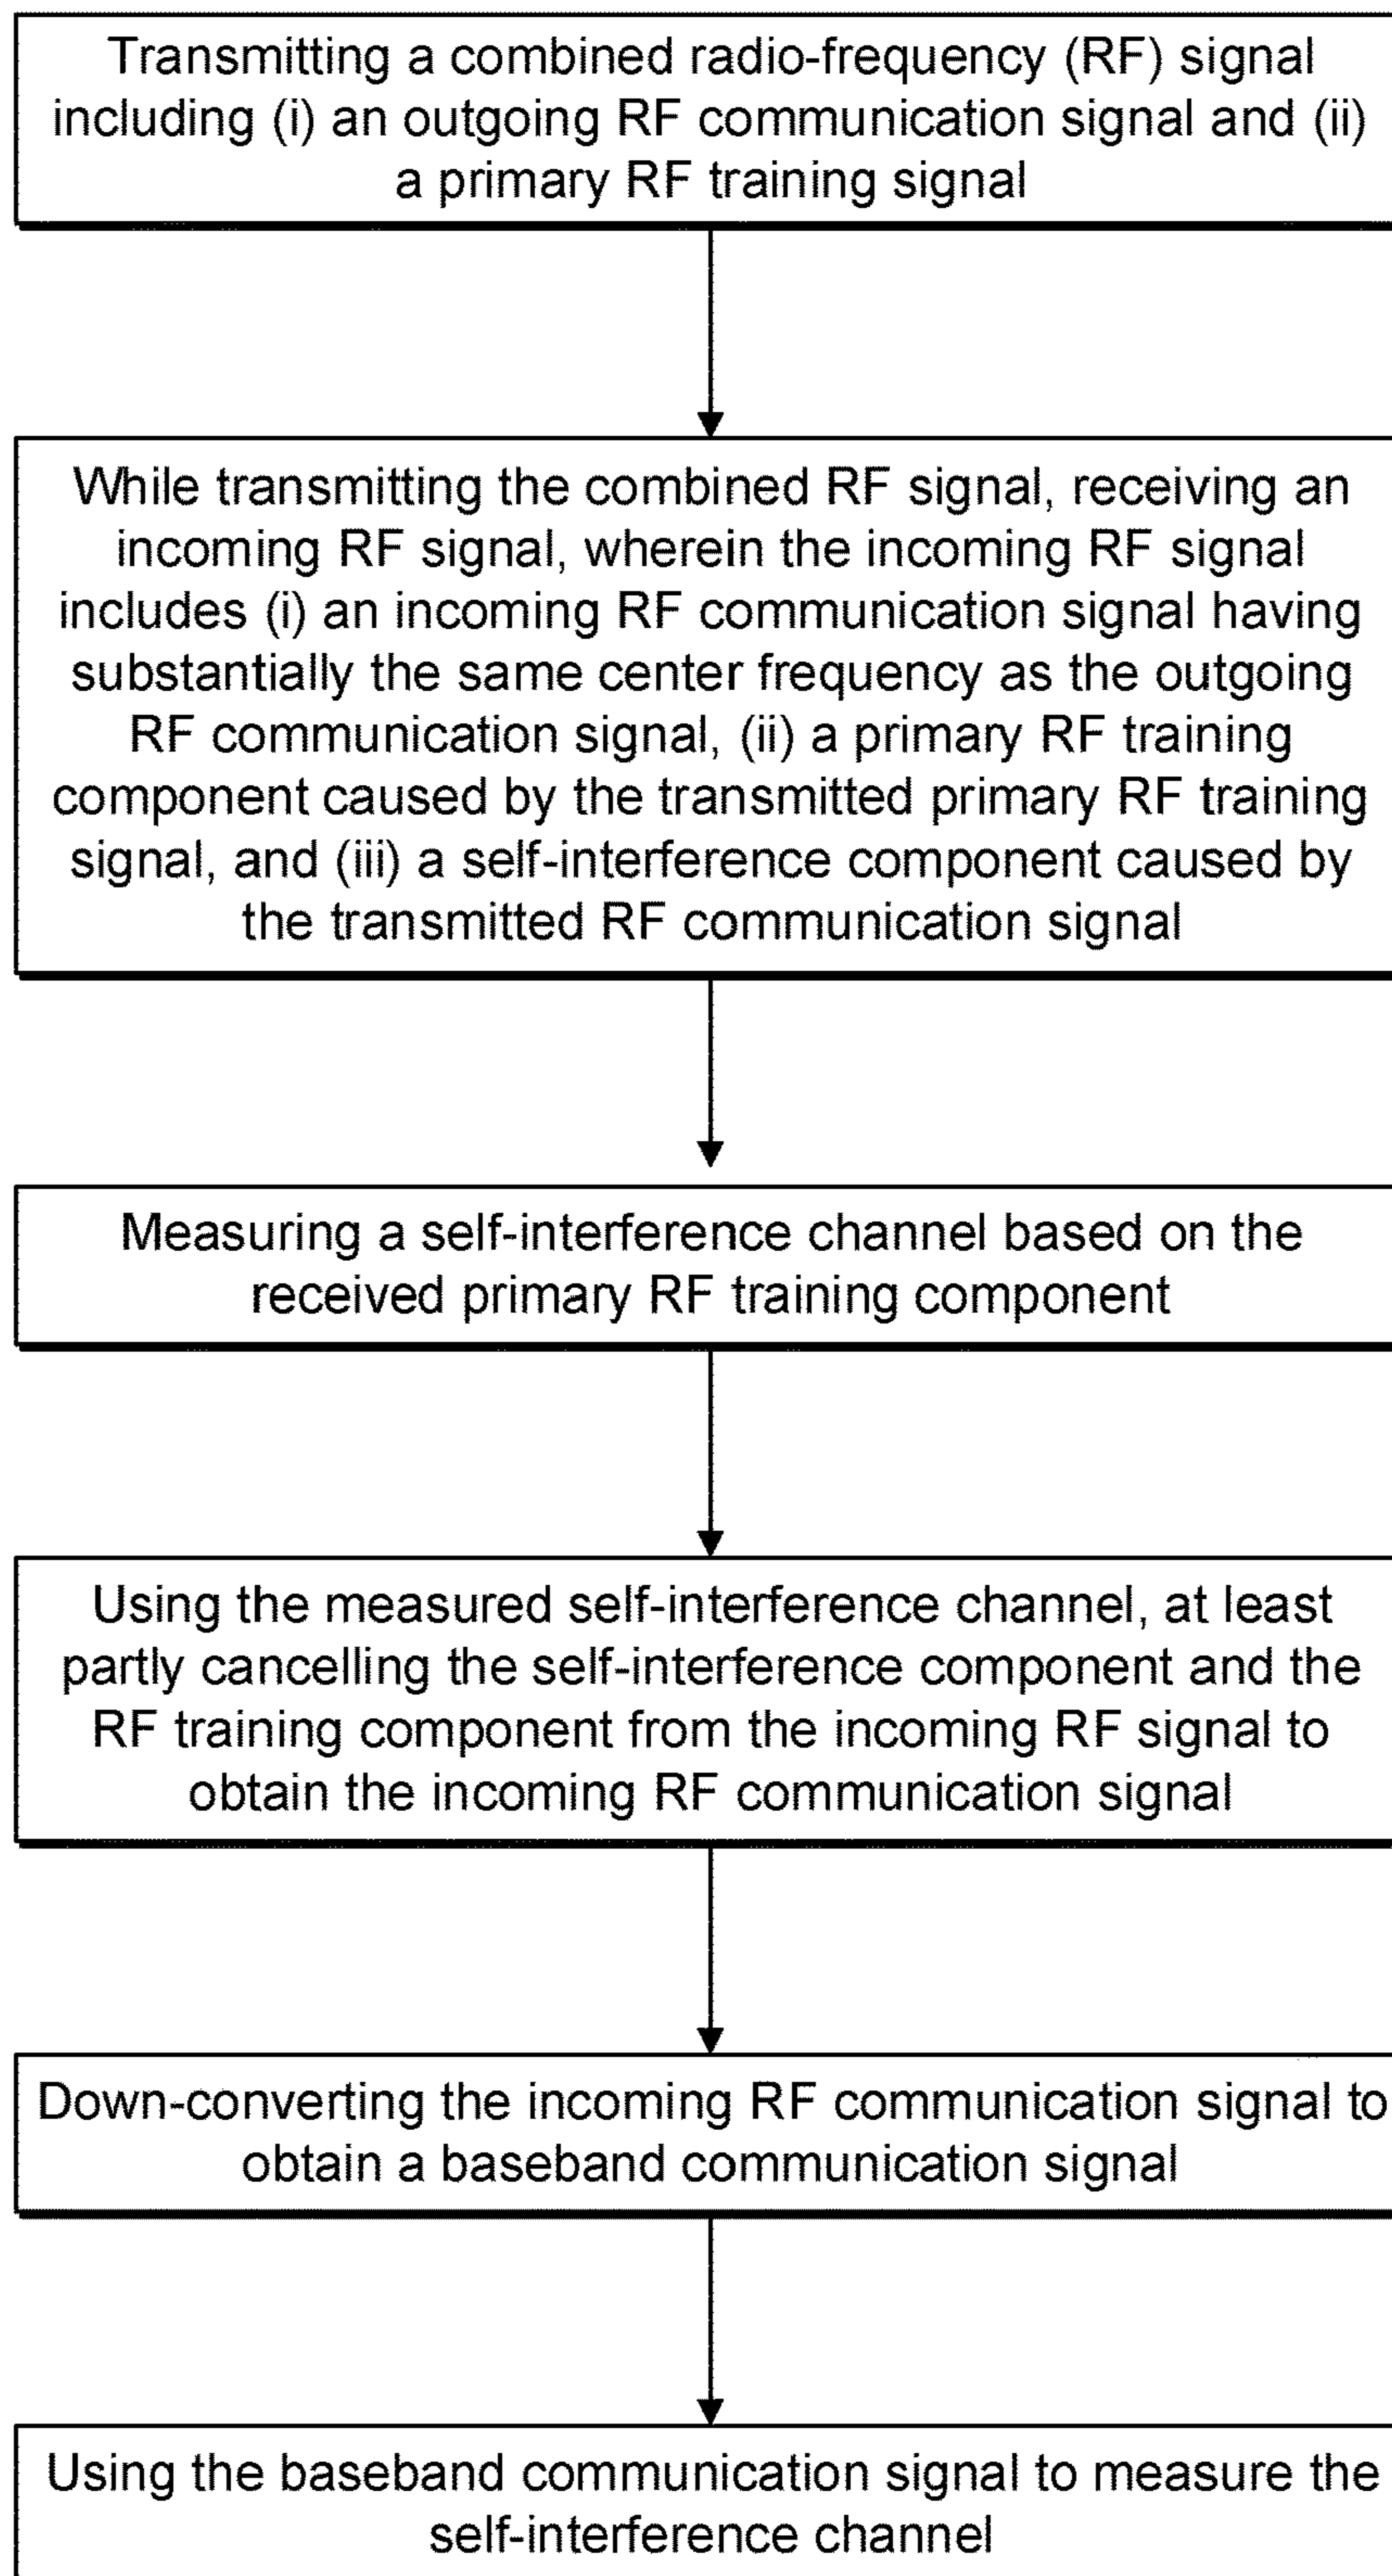 Transmitting a combined radio-frequency (RF) signal
including (i) an outgoing RF communication signal and (ii)
a primary RF training signal
While transmitting the combined RF signal, receiving an
incoming RF signal, wherein the incoming RF signal
includes (i) an incoming RF communication signal having
substantially the same center frequency as the outgoing
RF communication signal, (ii) a primary RF training
component caused by the transmitted primary RF training
signal, and (iii) a self-interference component caused by
the transmitted RF communication signal
Measuring a self-interference channel based on the
received primary RF training component
Using the measured self-interference channel, at least
partly cancelling the self-interference component and the
RF training component from the incoming RF signal to
obtain the incoming RF communication signal
Down-converting the incoming RF communication signal to
obtain a baseband communication signal
Using the baseband communication signal to measure the
self-interference channel